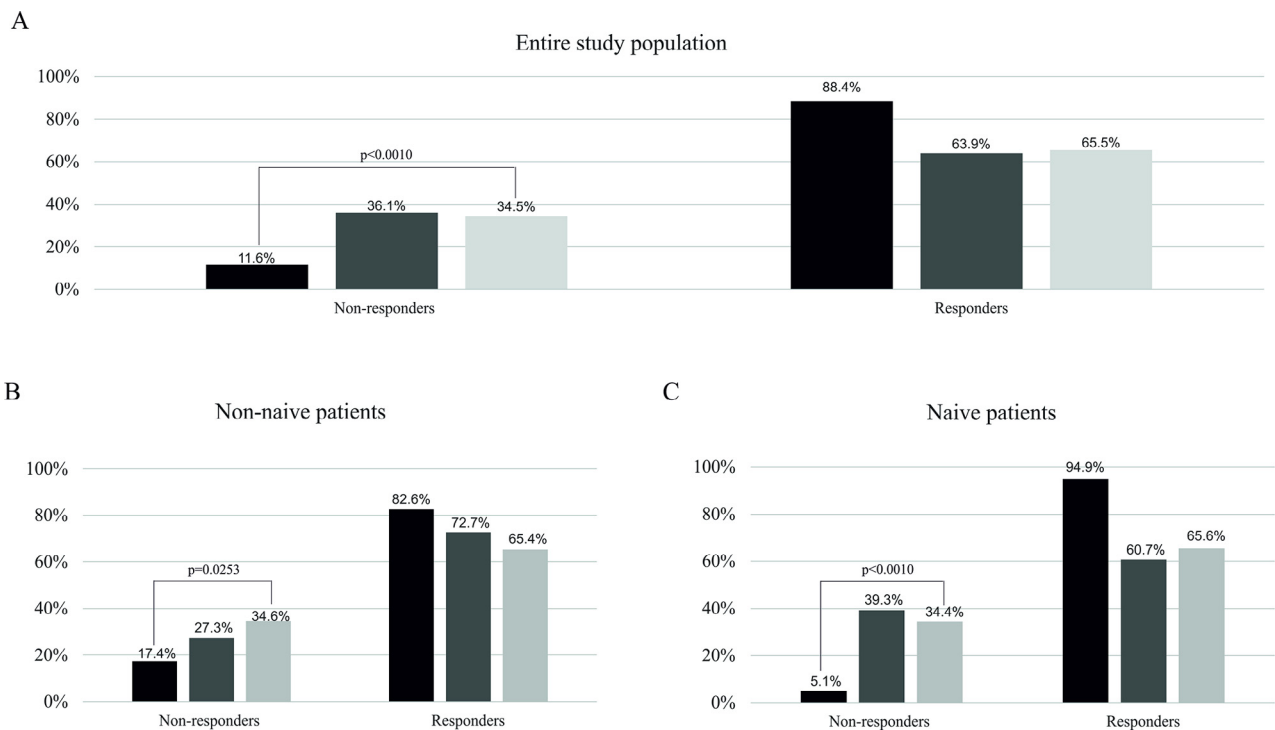 A
Entire study population
100%
80%
60%
40%
20%
0%
p<0.0010
11.6%
36.1%
34.5%
88.4%
63.9%
65.5%
Non-responders
Responders
B
Non-naive patients
100%
80%
60%
40%
20%
0%
p=0.0253
17.4%
27.3%
34.6%
82.6%
72.7%
65.4%
Non-responders
Responders
C
Naive patients
100%
80%
60%
40%
20%
0%
p<0.0010
5.1%
39.3%
34.4%
94.9%
60.7%
65.6%
Non-responders
Responders